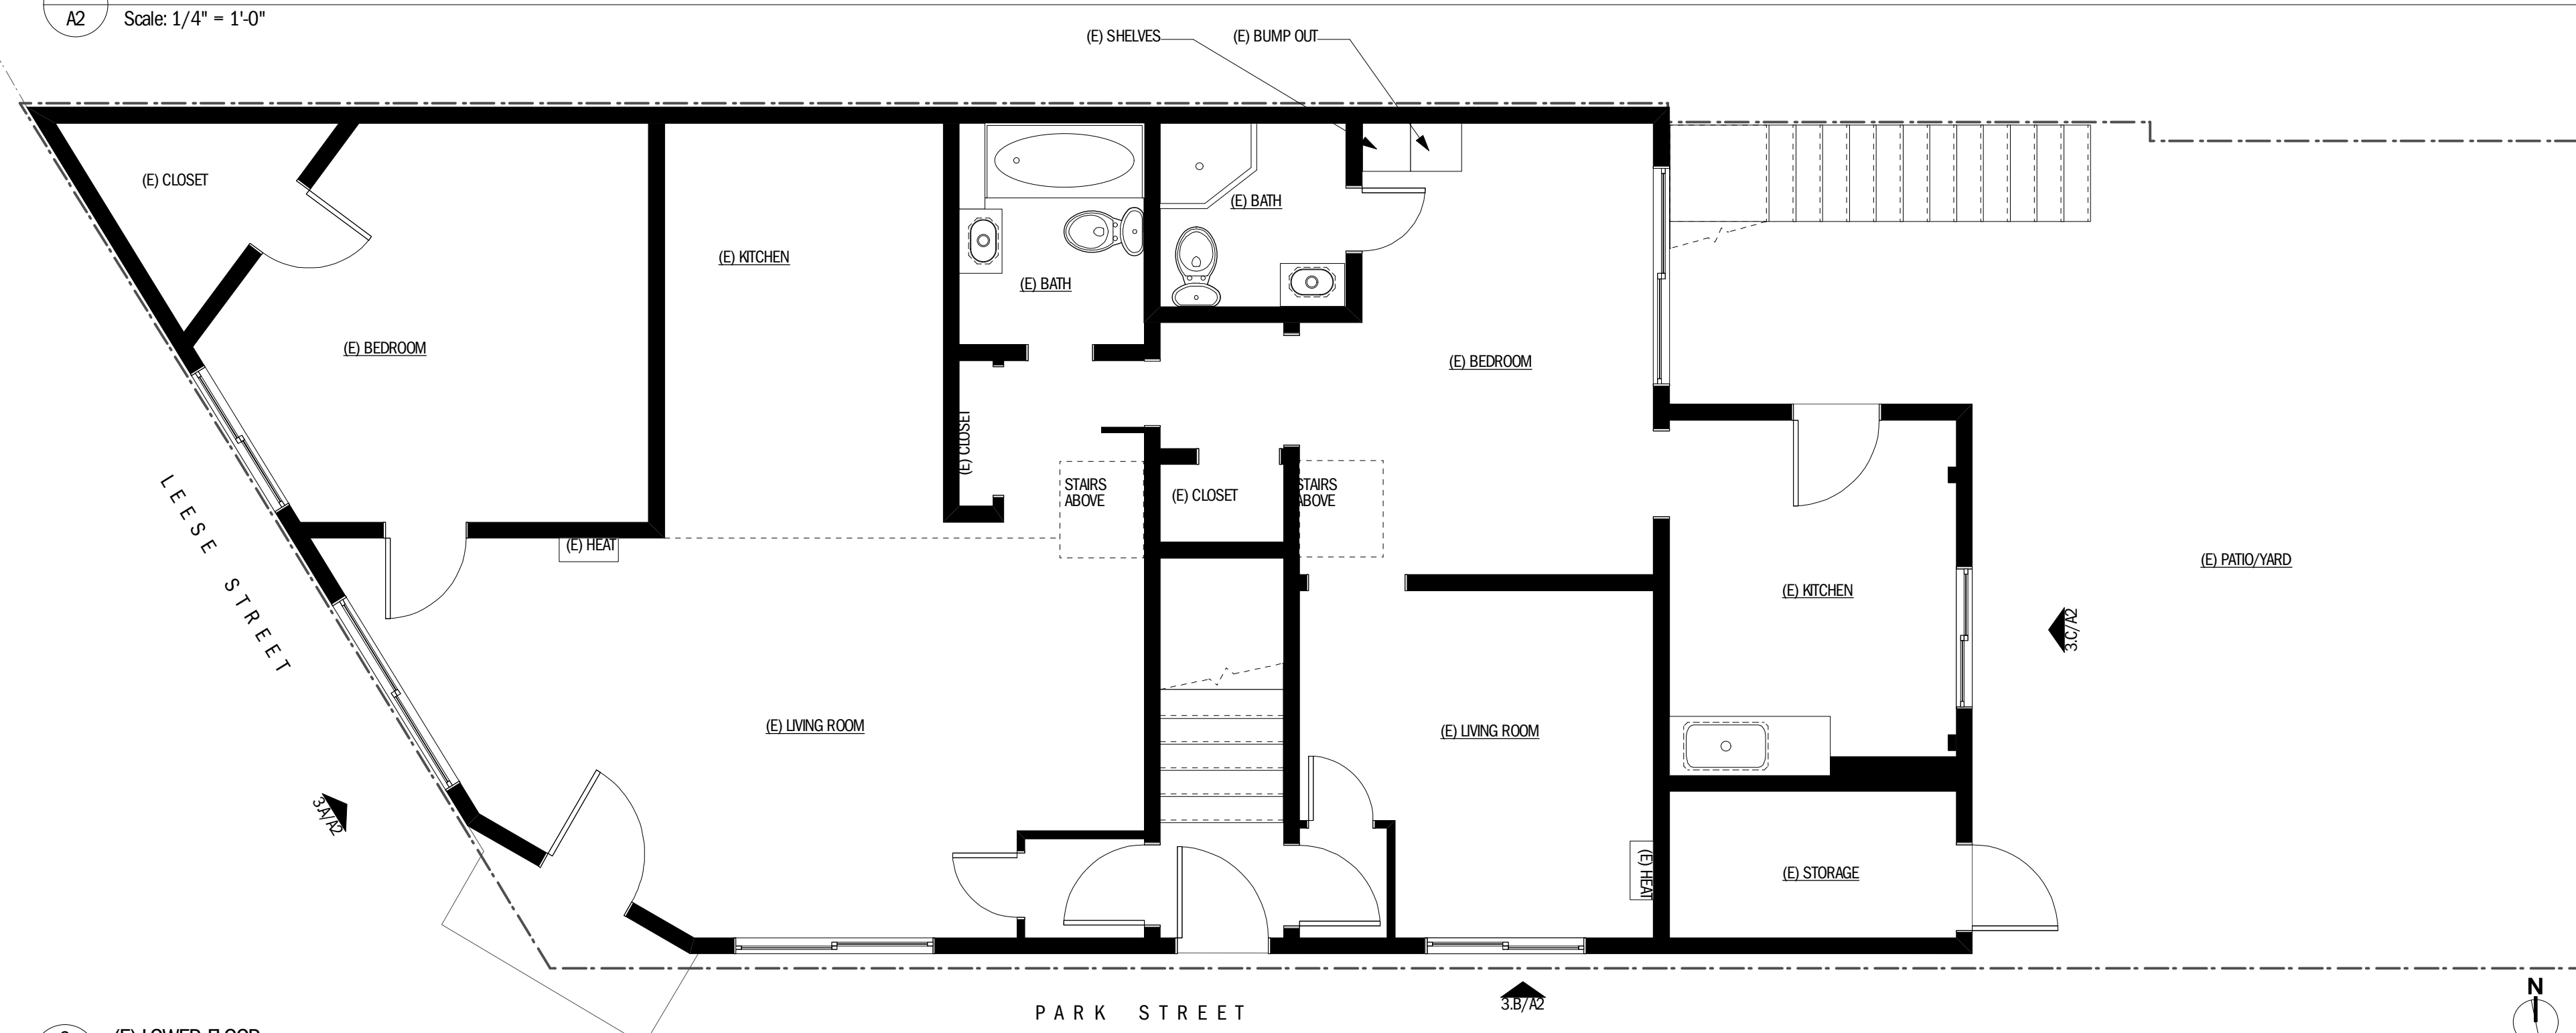 A2 Scale: 1/4" = 1'-0"
(E) SHELVES
(E) BUMP OUT
(E) CLOSET
(E) BATH
(E) KITCHEN
(E) BATH
(E) BEDROOM
(E) BEDROOM
(E) CLOSET
STAIRS
ABOVE
(E) CLOSET
STAIRS
ABOVE
(E) HEAT
LEESE STREET
(E) PATIO/YARD
(E) KITCHEN
3.C/A2
(E) LIVING ROOM
(E) LIVING ROOM
3.A/A2
(E) HEAT
(E) STORAGE
N
3.B/A2
PARK STREET
(E) LOWER FLOOR